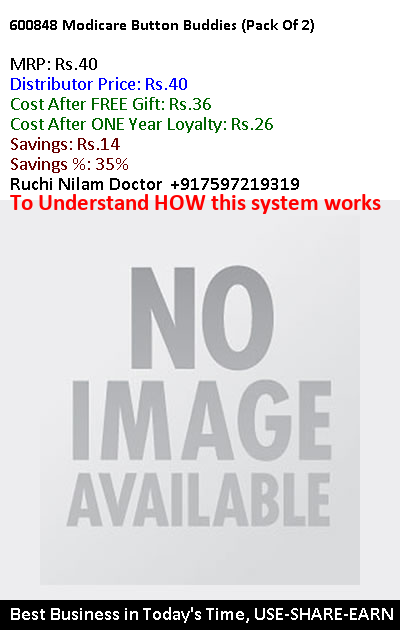 600848 Modicare Button Buddies (Pack Of 2)
MRP: Rs.40
Distributor Price: Rs.40
Cost After FREE Gift: Rs.36
Cost After ONE Year Loyalty: Rs.26
Savings: Rs.14
Savings %: 35%
Ruchi Nilam Doctor +917597219319
To Understand HOW this system works
NO
IMAGE
AVAILABLE
Best Business in Today's Time, USE-SHARE-EARN